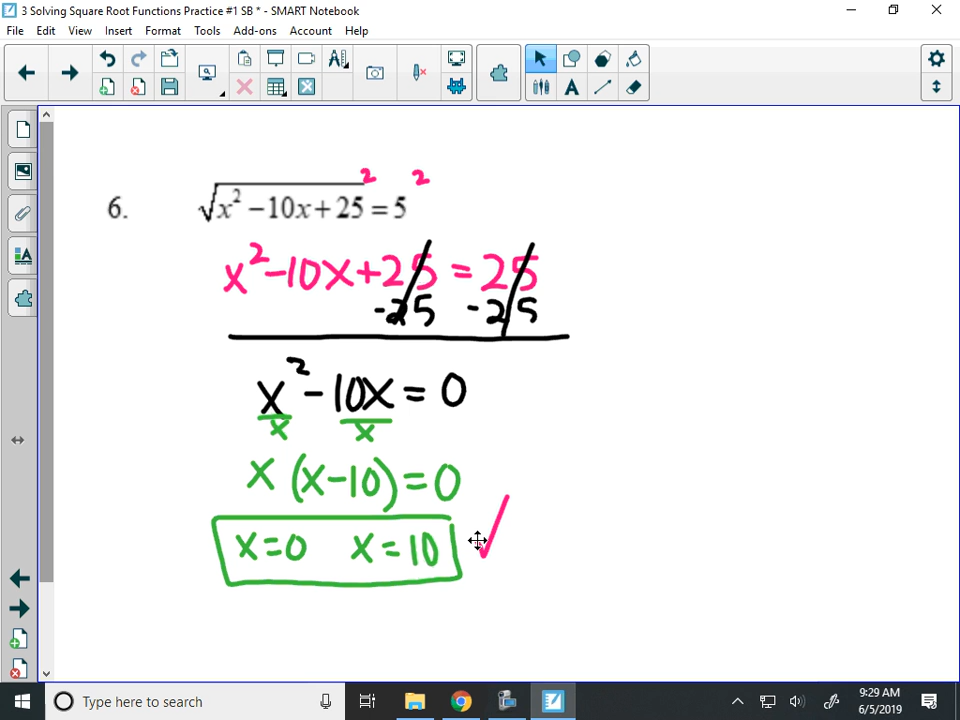 3 Solving Square Root Functions Practice #1 SB * - SMART Notebook
File Edit View Insert Format Tools Add-ons Account Help
2 2
6. √x² − 10x + 25 = 5
x² − 10x + 25 = 25
-25 -25
x² − 10x = 0
x x
x (x − 10) = 0
x = 0 x = 10
Type here to search
9:29 AM
6/5/2019